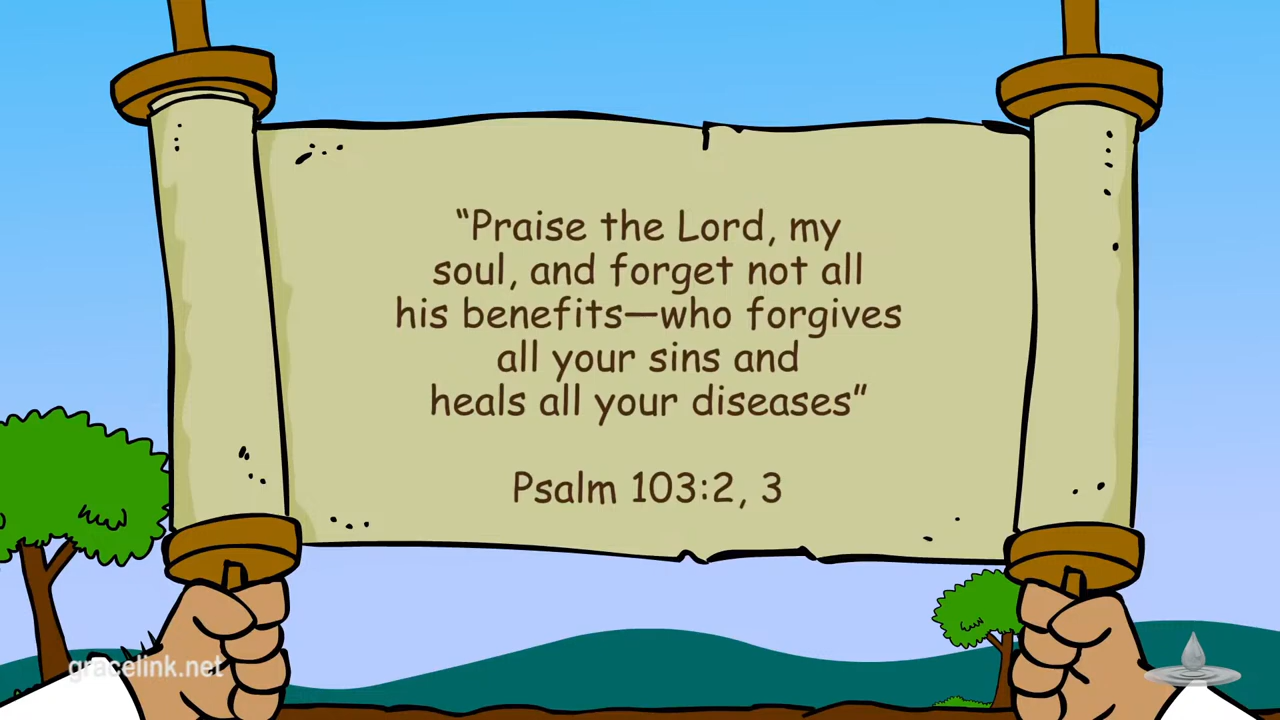 “Praise the Lord, my
soul, and forget not all
his benefits—who forgives
all your sins and
heals all your diseases”
Psalm 103:2, 3
gracelink.net